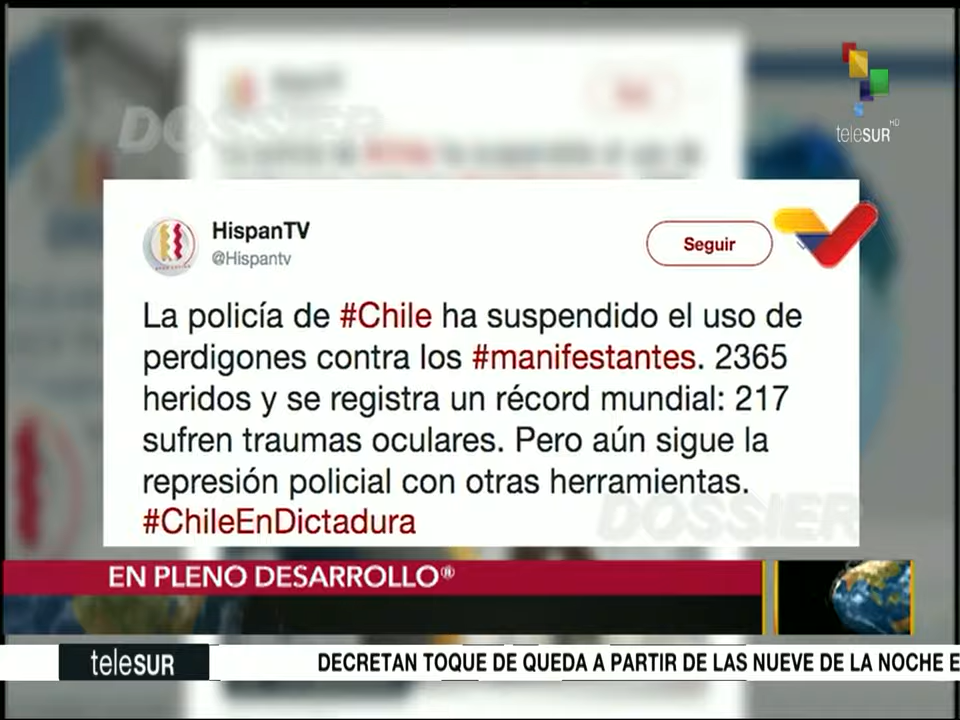 DOSSIER
HD
teleSUR
HispanTV
@Hispantv
Seguir
La policía de #Chile ha suspendido el uso de
perdigones contra los #manifestantes. 2365
heridos y se registra un récord mundial: 217
sufren traumas oculares. Pero aún sigue la
represión policial con otras herramientas.
#ChileEnDictadura
DOSSIER
EN PLENO DESARROLLO®
teleSUR
DECRETAN TOQUE DE QUEDA A PARTIR DE LAS NUEVE DE LA NOCHE E